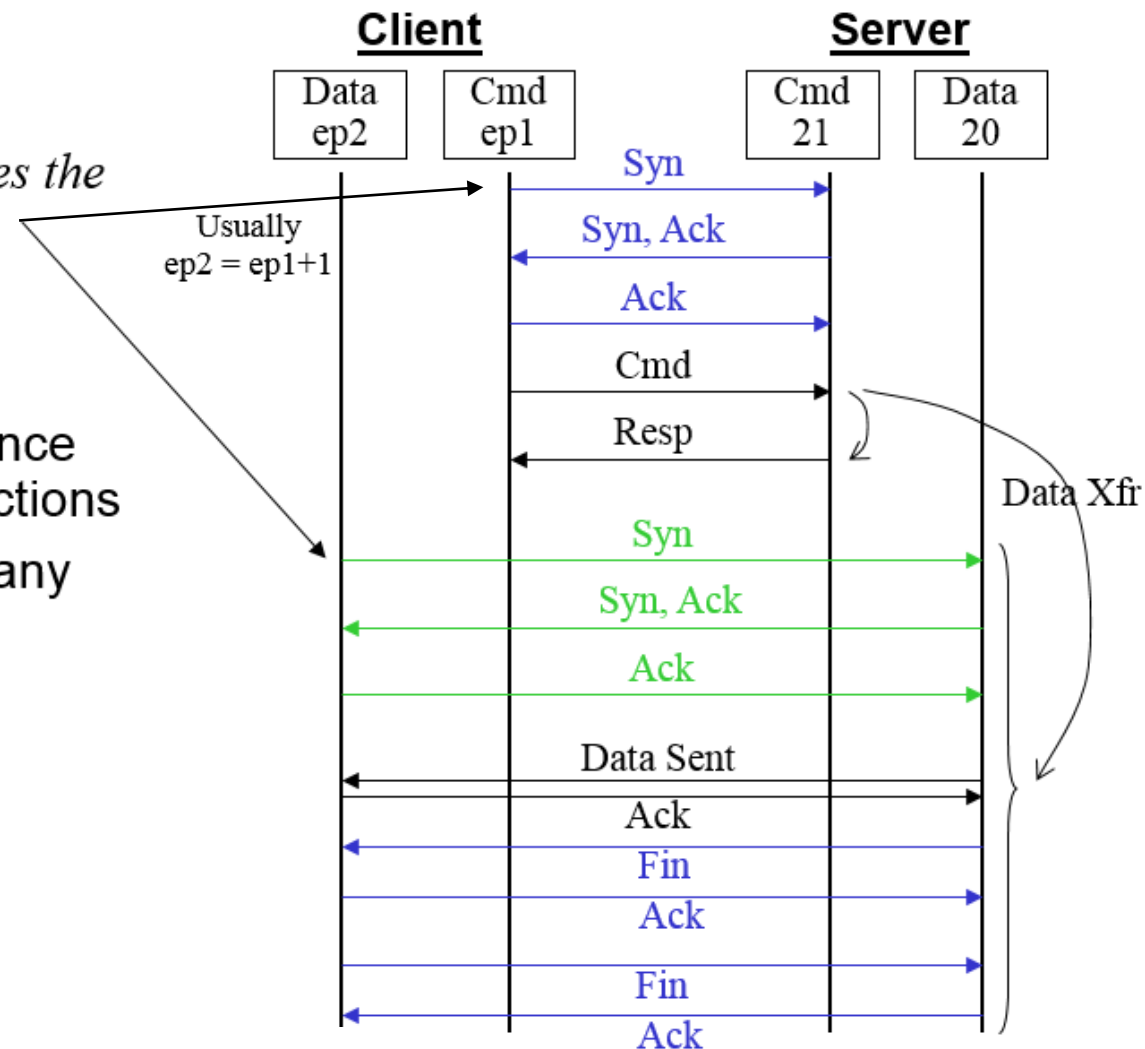 Client
Server
Data
ep2
Cmd
ep1
Cmd
21
Data
20
es the
Usually
ep2 = ep1+1
Syn
Syn, Ack
Ack
Cmd
Resp
nce
ctions
any
Data Xfr
Syn
Syn, Ack
Ack
Data Sent
Ack
Fin
Ack
Fin
Ack